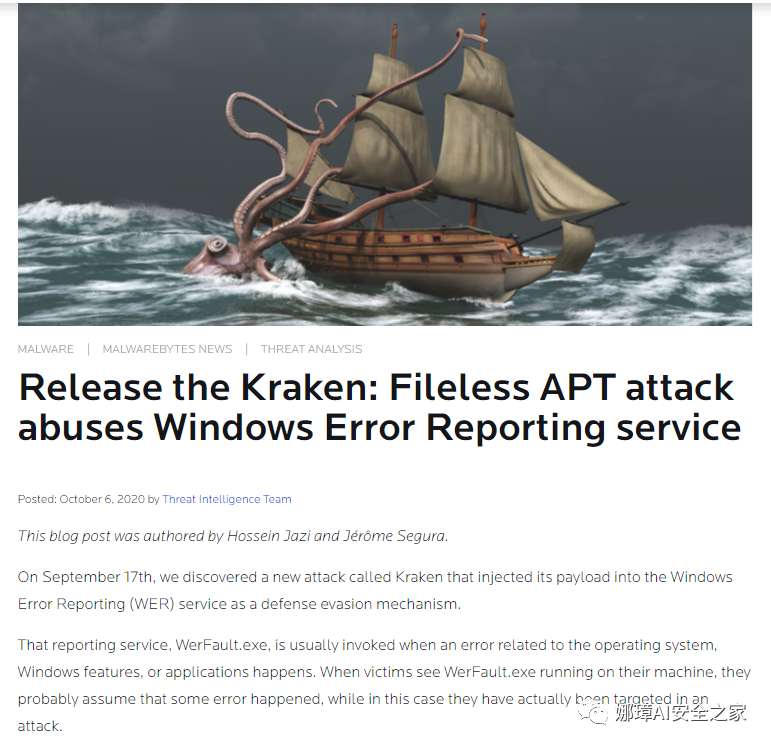 MALWARE | MALWAREBYTES NEWS | THREAT ANALYSIS
Release the Kraken: Fileless APT attack
abuses Windows Error Reporting service
Posted: October 6, 2020 by Threat Intelligence Team
This blog post was authored by Hossein Jazi and Jérôme Segura.
On September 17th, we discovered a new attack called Kraken that injected its payload into the Windows
Error Reporting (WER) service as a defense evasion mechanism.
That reporting service, WerFault.exe, is usually invoked when an error related to the operating system,
Windows features, or applications happens. When victims see WerFault.exe running on their machine, they
probably assume that some error happened, while in this case they have actually been targeted in an
attack.
娜璋AI安全之家